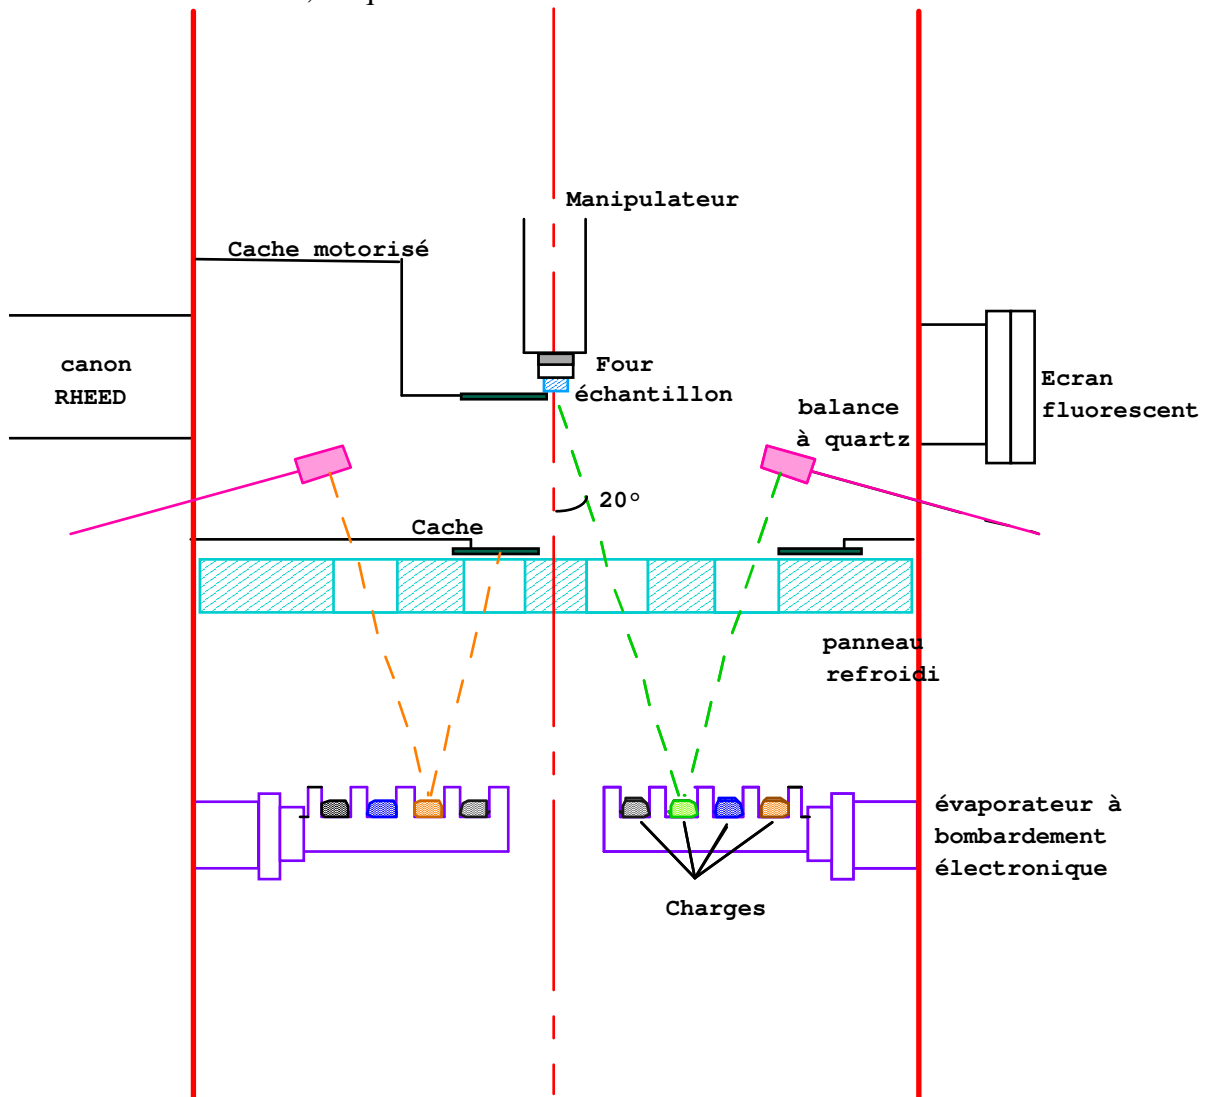 Manipulateur
Cache motorisé
canon
RHEED
Four
échantillon
Ecran
fluorescent
balance
à quartz
20°
Cache
panneau
refroidi
évaporateur à
bombardement
électronique
Charges